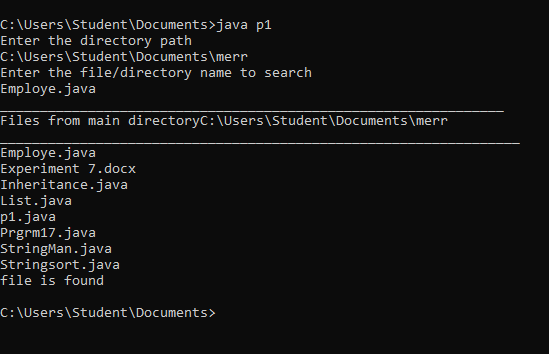 C:\Users\Student\Documents>java p1
Enter the directory path
C:\Users\Student\Documents\merr
Enter the file/directory name to search
Employe.java
_______________________________________________________________
Files from main directoryC:\Users\Student\Documents\merr
_________________________________________________________________
Employe.java
Experiment 7.docx
Inheritance.java
List.java
p1.java
Prgrm17.java
StringMan.java
Stringsort.java
file is found
C:\Users\Student\Documents>